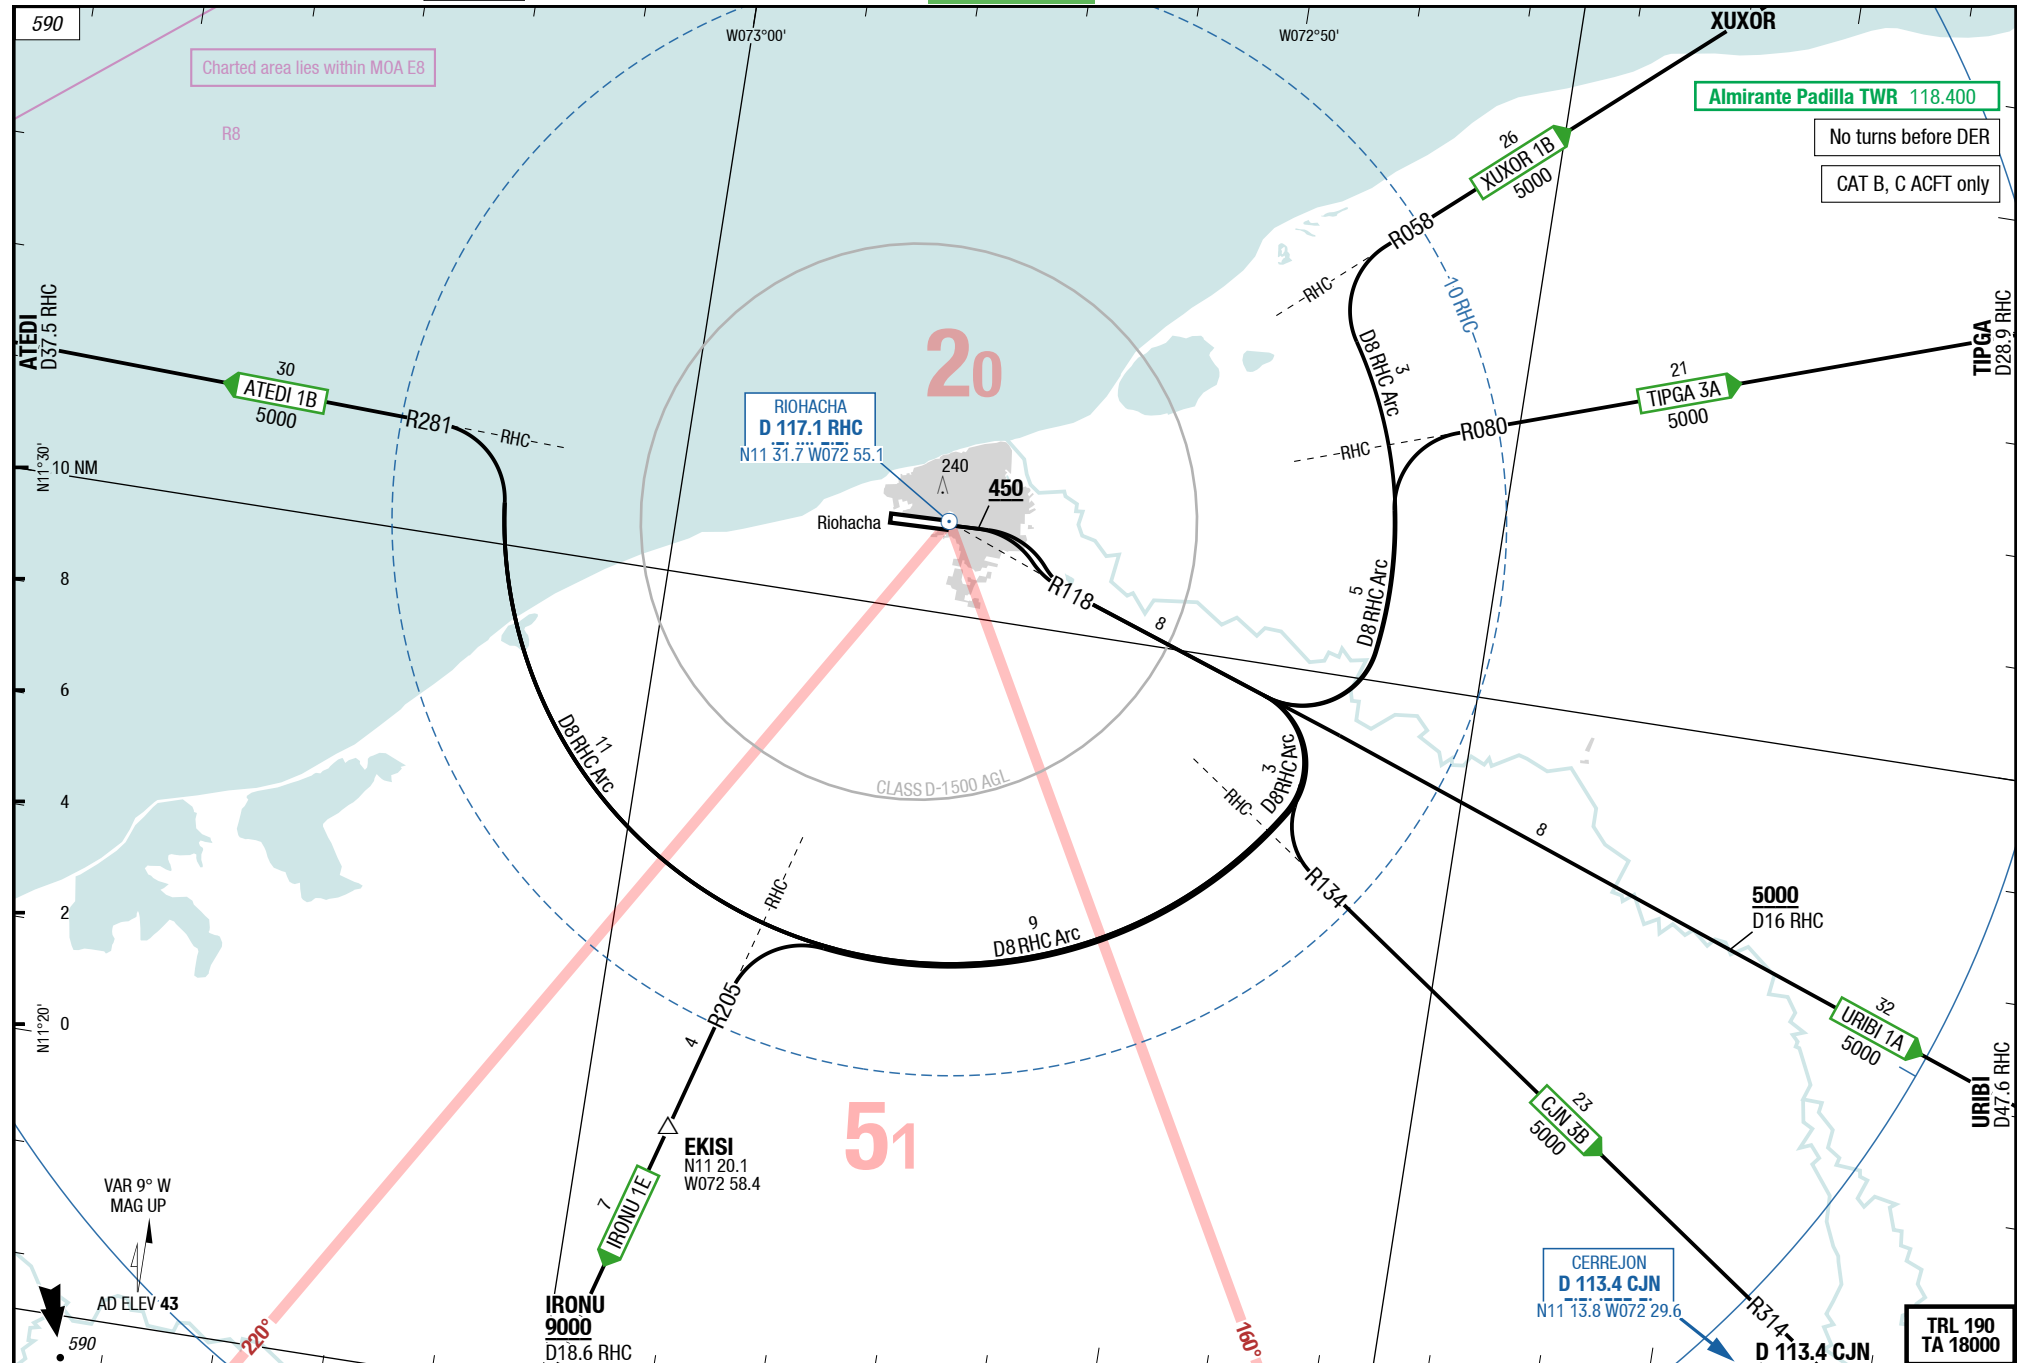 590
W073°00'
W072°50'
XUXOR
Charted area lies within MOA E8
R8
Almirante Padilla TWR 118.400
No turns before DER
CAT B, C ACFT only
26
XUXOR 1B
5000
R058
RHC
10 RHC
ATEDI
D37.5 RHC
30
ATEDI 1B
5000
R281
RHC
20
D8 RHC Arc
3
TIPGA
D28.9 RHC
21
TIPGA 3A
5000
R080
RHC
RIOHACHA
D 117.1 RHC
N11 31.7 W072 55.1
240
450
Riohacha
N11°30'
10 NM
8
6
4
2
0
N11°20'
R118
8
5
D8 RHC Arc
11
D8 RHC Arc
CLASS D-1500 AGL
3
D8 RHC Arc
RHC
R134
8
5000
D16 RHC
RHC
9
D8 RHC Arc
R205
4
32
URIBI 1A
5000
URIBI
D47.6 RHC
51
EKISI
N11 20.1
W072 58.4
23
CJN 3B
5000
7
IRONU 1E
VAR 9° W
MAG UP
AD ELEV 43
590
220°
IRONU
9000
D18.6 RHC
160°
CERREJON
D 113.4 CJN
N11 13.8 W072 29.6
R314
D 113.4 CJN
TRL 190
TA 18000